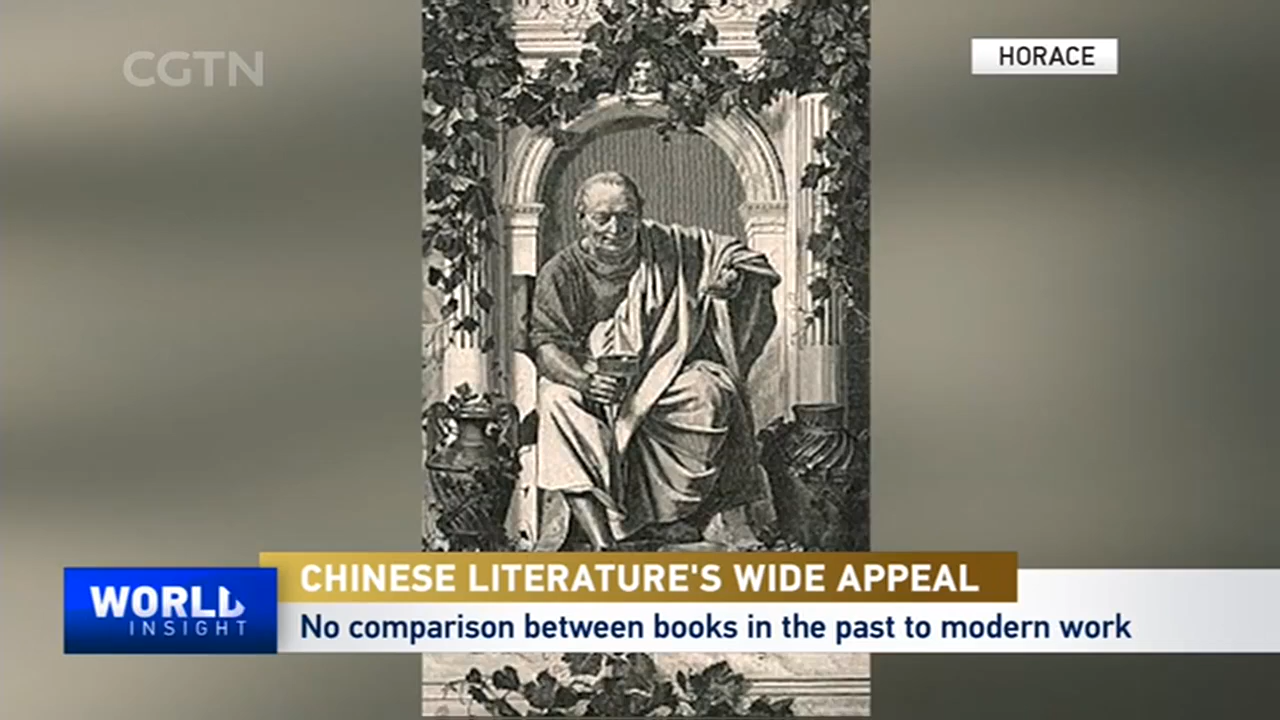 CGTN
HORACE
CHINESE LITERATURE'S WIDE APPEAL
WORLD
INSIGHT
No comparison between books in the past to modern work